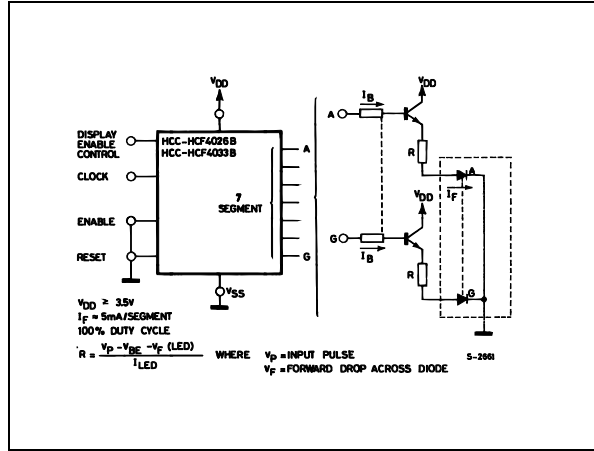 VDD
DISPLAY
ENABLE
CONTROL
CLOCK
ENABLE
RESET
HCC-HCF4026B
HCC-HCF4033B
7
SEGMENT
A
G
VSS
VDD
IB
A
R
A
IF
VDD
G
IB
R
G
VDD ≥ 3.5V
IF ≈ 5mA/SEGMENT
100% DUTY CYCLE
R = VP -VBE -VF (LED) / ILED WHERE VP = INPUT PULSE
VF = FORWARD DROP ACROSS DIODE
S-2661